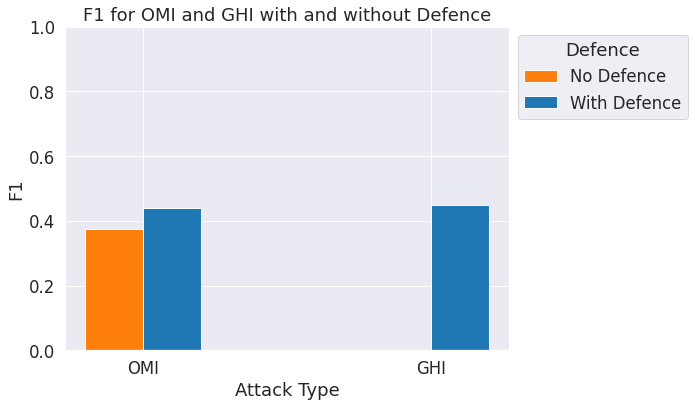 F1 for OMI and GHI with and without Defence
Defence
No Defence
With Defence
1.0
0.8
0.6
0.4
0.2
0.0
F1
OMI
GHI
Attack Type